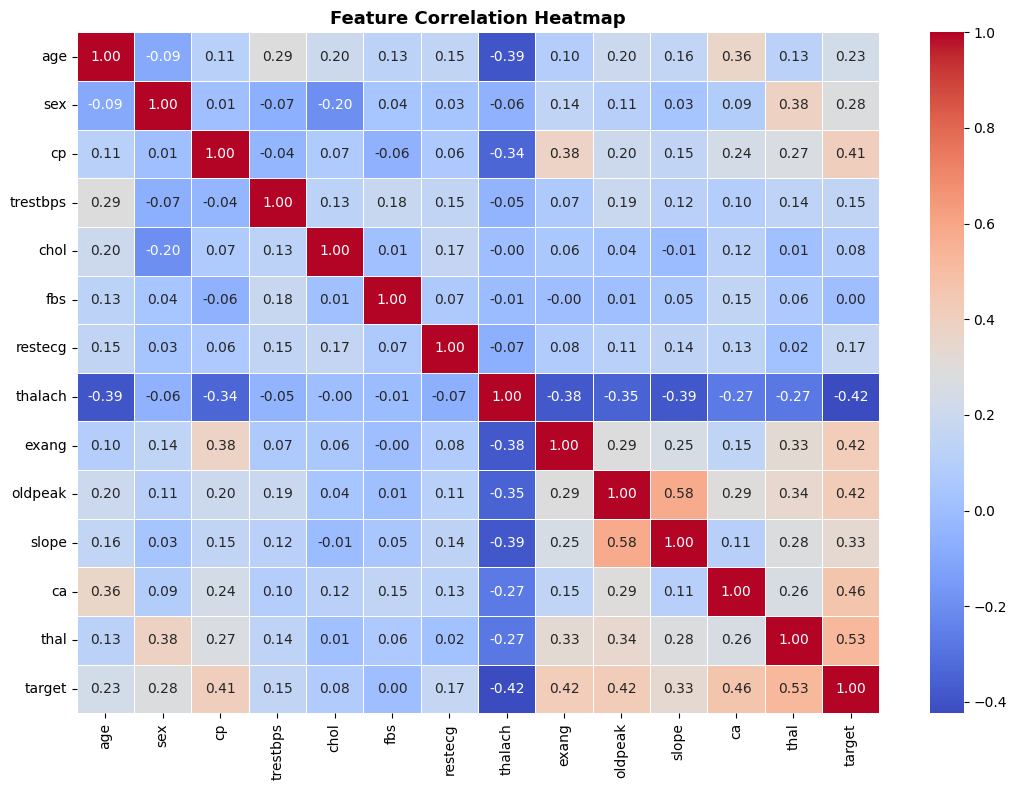 Feature Correlation Heatmap
age 1.00 -0.09 0.11 0.29 0.20 0.13 0.15 -0.39 0.10 0.20 0.16 0.36 0.13 0.23
sex -0.09 1.00 0.01 -0.07 -0.20 0.04 0.03 -0.06 0.14 0.11 0.03 0.09 0.38 0.28
cp 0.11 0.01 1.00 -0.04 0.07 -0.06 0.06 -0.34 0.38 0.20 0.15 0.24 0.27 0.41
trestbps 0.29 -0.07 -0.04 1.00 0.13 0.18 0.15 -0.05 0.07 0.19 0.12 0.10 0.14 0.15
chol 0.20 -0.20 0.07 0.13 1.00 0.01 0.17 -0.00 0.06 0.04 -0.01 0.12 0.01 0.08
fbs 0.13 0.04 -0.06 0.18 0.01 1.00 0.07 -0.01 -0.00 0.01 0.05 0.15 0.06 0.00
restecg 0.15 0.03 0.06 0.15 0.17 0.07 1.00 -0.07 0.08 0.11 0.14 0.13 0.02 0.17
thalach -0.39 -0.06 -0.34 -0.05 -0.00 -0.01 -0.07 1.00 -0.38 -0.35 -0.39 -0.27 -0.27 -0.42
exang 0.10 0.14 0.38 0.07 0.06 -0.00 0.08 -0.38 1.00 0.29 0.25 0.15 0.33 0.42
oldpeak 0.20 0.11 0.20 0.19 0.04 0.01 0.11 -0.35 0.29 1.00 0.58 0.29 0.34 0.42
slope 0.16 0.03 0.15 0.12 -0.01 0.05 0.14 -0.39 0.25 0.58 1.00 0.11 0.28 0.33
ca 0.36 0.09 0.24 0.10 0.12 0.15 0.13 -0.27 0.15 0.29 0.11 1.00 0.26 0.46
thal 0.13 0.38 0.27 0.14 0.01 0.06 0.02 -0.27 0.33 0.34 0.28 0.26 1.00 0.53
target 0.23 0.28 0.41 0.15 0.08 0.00 0.17 -0.42 0.42 0.42 0.33 0.46 0.53 1.00
age sex cp trestbps chol fbs restecg thalach exang oldpeak slope ca thal target
1.0
0.8
0.6
0.4
0.2
0.0
−0.2
−0.4